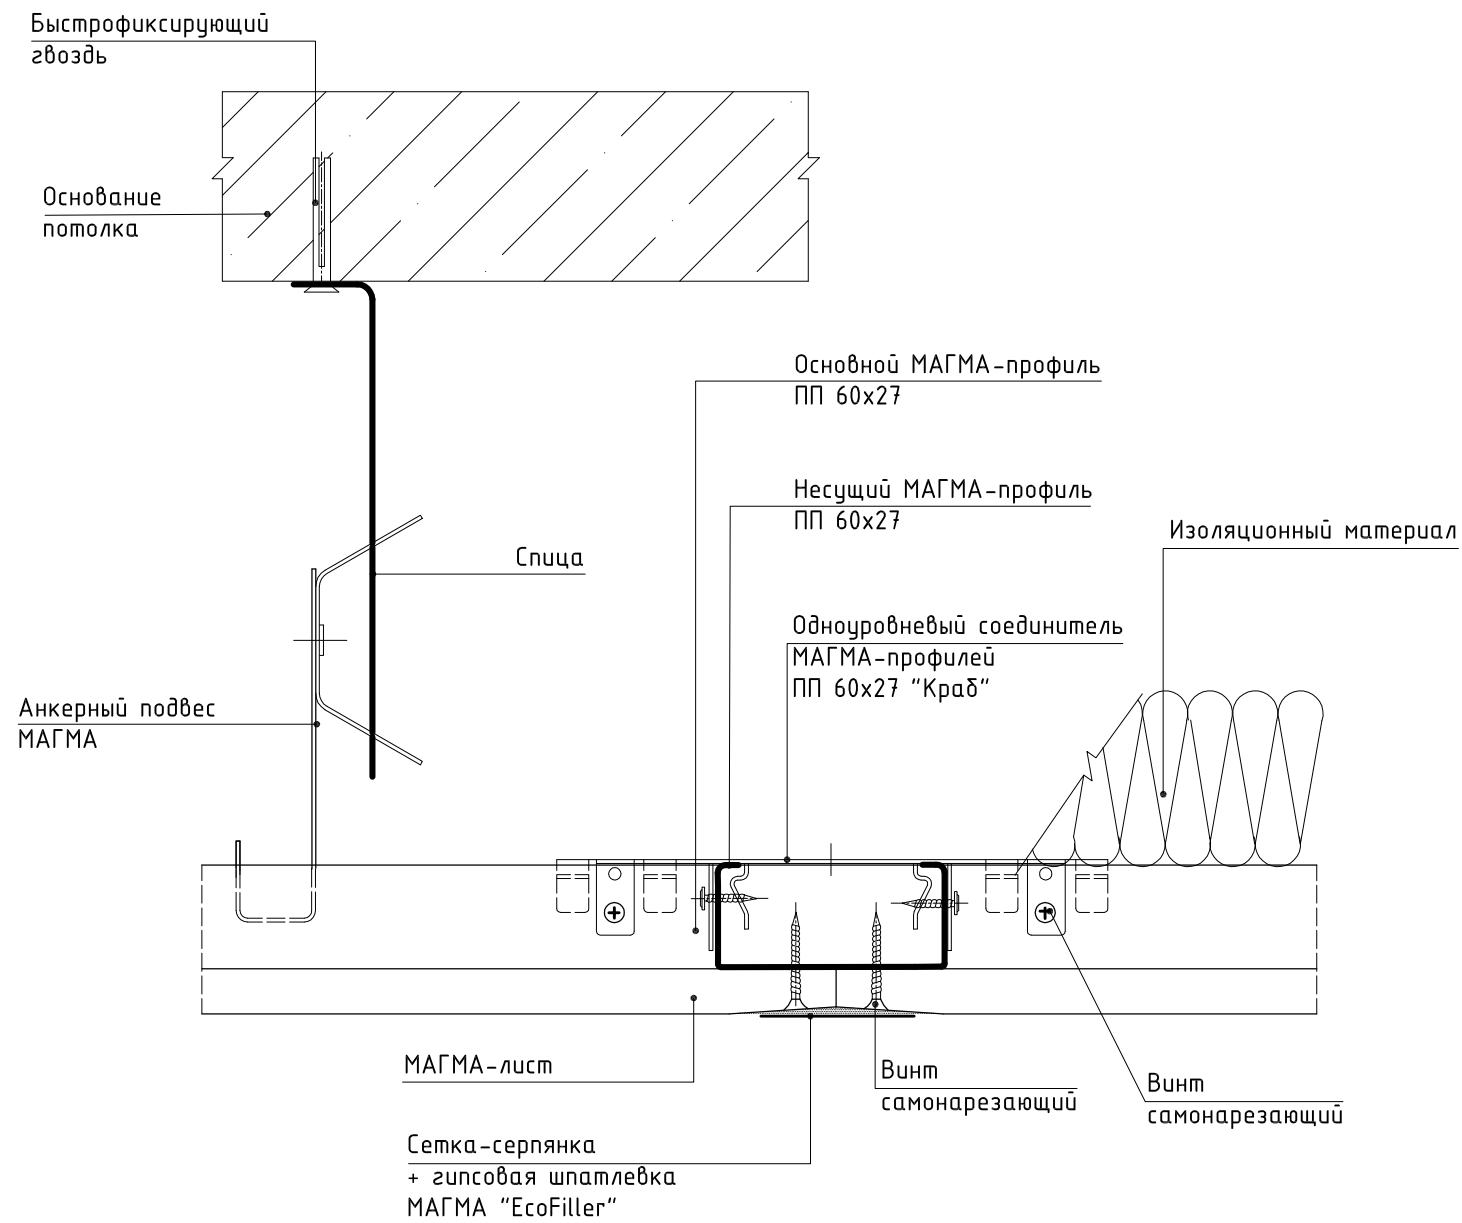 Быстрофиксирующий
гвоздь
Основание
потолка
Основной МАГМА-профиль
ПП 60х27
Несущий МАГМА-профиль
ПП 60х27
Изоляционный материал
Спица
Одноуровневый соединитель
МАГМА-профилей
ПП 60х27 "Краб"
Анкерный подвес
МАГМА
МАГМА-лист
Винт
самонарезающий
Винт
самонарезающий
Сетка-серпянка
+ гипсовая шпатлевка
МАГМА "EcoFiller"